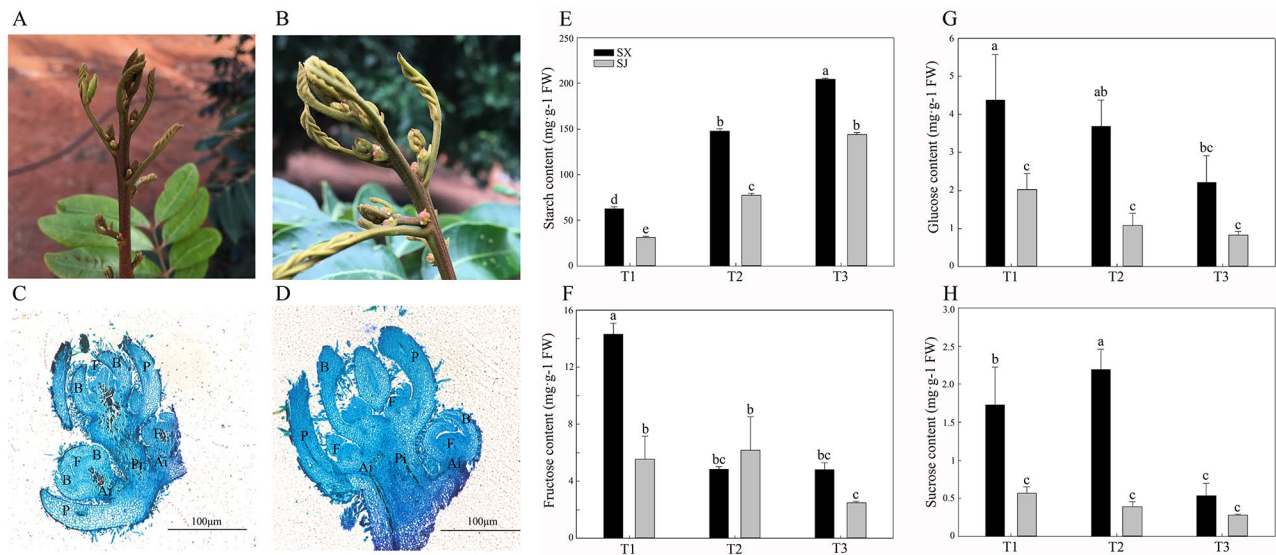 A
B
C
F
B
P
B
F
F
B
B
Pi
Ai
Ai
P
100μm
D
P
B
F
B
P
F
F
Ai
Pi
Ai
100μm
E
Starch content (mg·g-1 FW)
250
200
150
100
50
0
SX
SJ
d
e
b
c
a
b
T1
T2
T3
F
Fructose content (mg·g-1 FW)
16
12
8
4
0
a
b
bc
b
bc
c
T1
T2
T3
G
Glucose content (mg·g-1 FW)
6
5
4
3
2
1
0
a
c
ab
c
bc
c
T1
T2
T3
H
Sucrose content (mg·g-1 FW)
3.0
2.5
2.0
1.5
1.0
0.5
0
b
c
a
c
c
c
T1
T2
T3